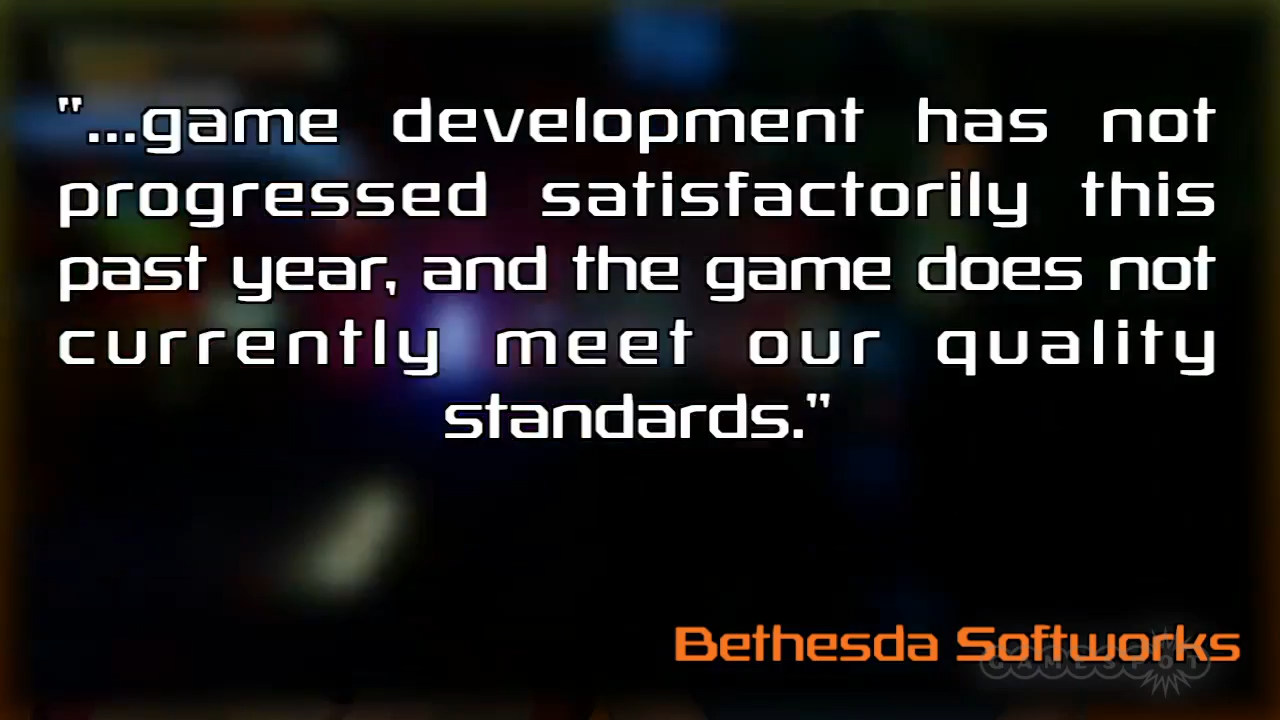 "...game development has not
progressed satisfactorily this
past year, and the game does not
currently meet our quality
standards."
Bethesda Softworks
GAMESPOT